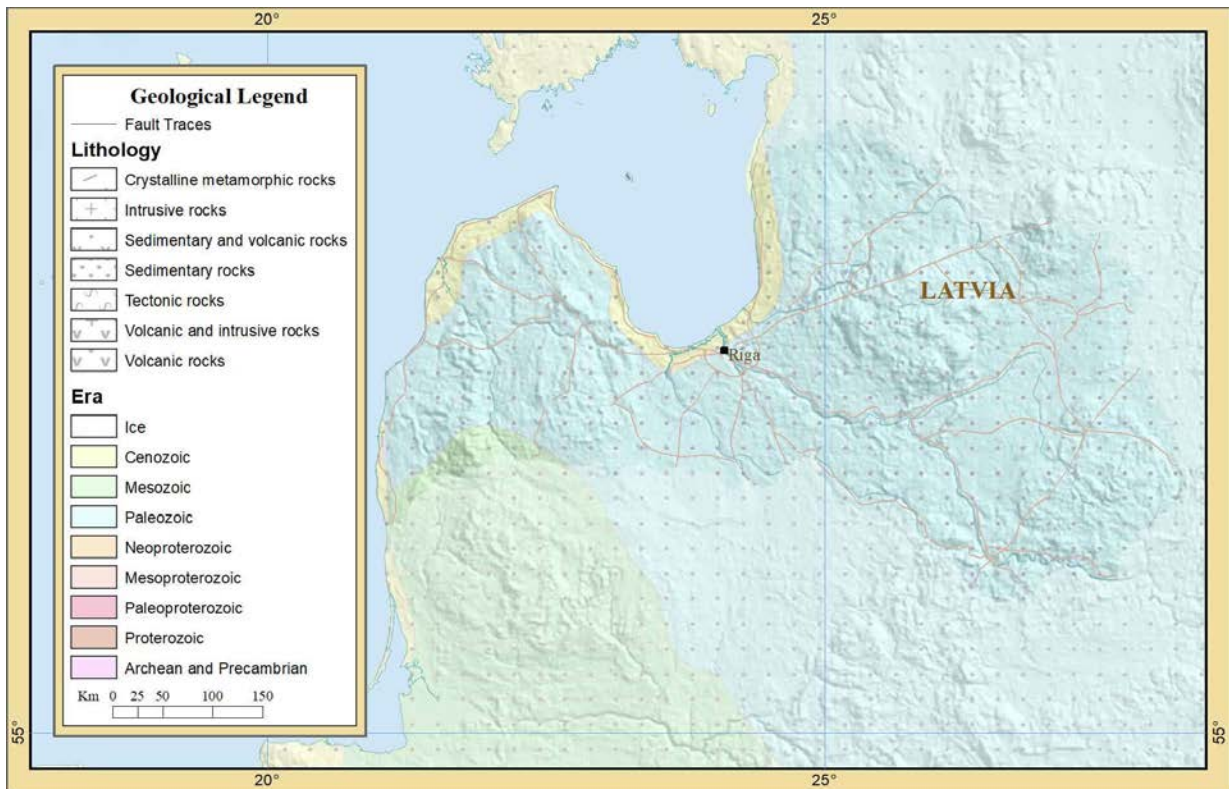 20°
25°
Geological Legend
Fault Traces
Lithology
Crystalline metamorphic rocks
Intrusive rocks
Sedimentary and volcanic rocks
Sedimentary rocks
Tectonic rocks
Volcanic and intrusive rocks
Volcanic rocks
Era
Ice
Cenozoic
Mesozoic
Paleozoic
Neoproterozoic
Mesoproterozoic
Paleoproterozoic
Proterozoic
Archean and Precambrian
Km 0 25 50 100 150
LATVIA
Riga
55°
55°
20°
25°